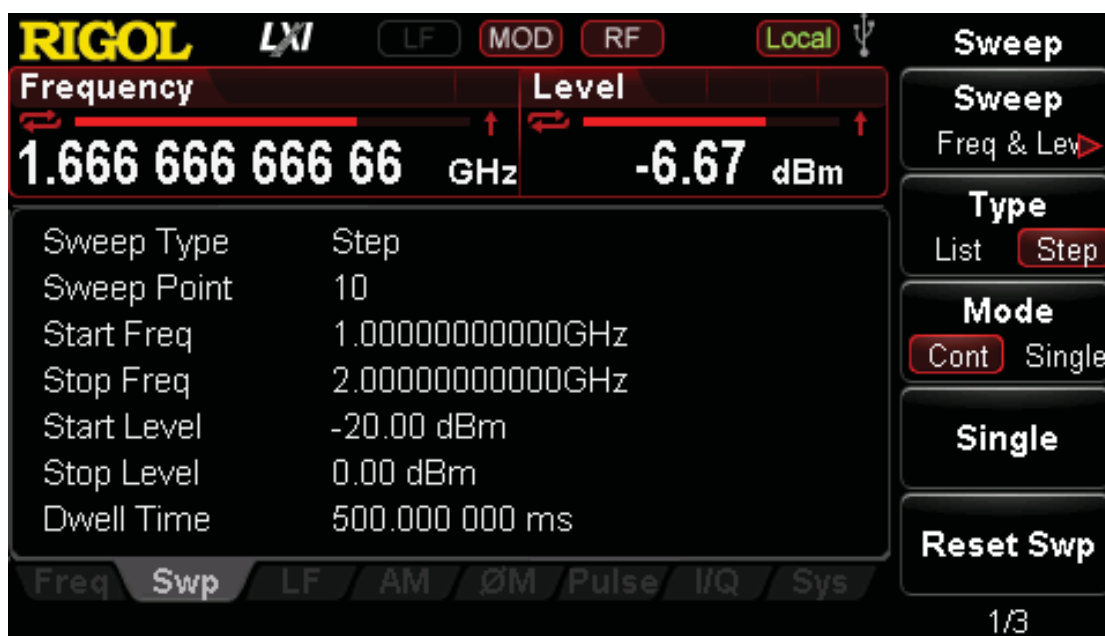 RIGOL LXI LF MOD RF Local
Frequency
1.666 666 666 66 GHz
Level
-6.67 dBm
Sweep Type Step
Sweep Point 10
Start Freq 1.00000000000GHz
Stop Freq 2.00000000000GHz
Start Level -20.00 dBm
Stop Level 0.00 dBm
Dwell Time 500.000 000 ms
Freq Swp LF AM ØM Pulse I/Q Sys
Sweep
Sweep
Freq & Lev
Type
List Step
Mode
Cont Single
Single
Reset Swp
1/3